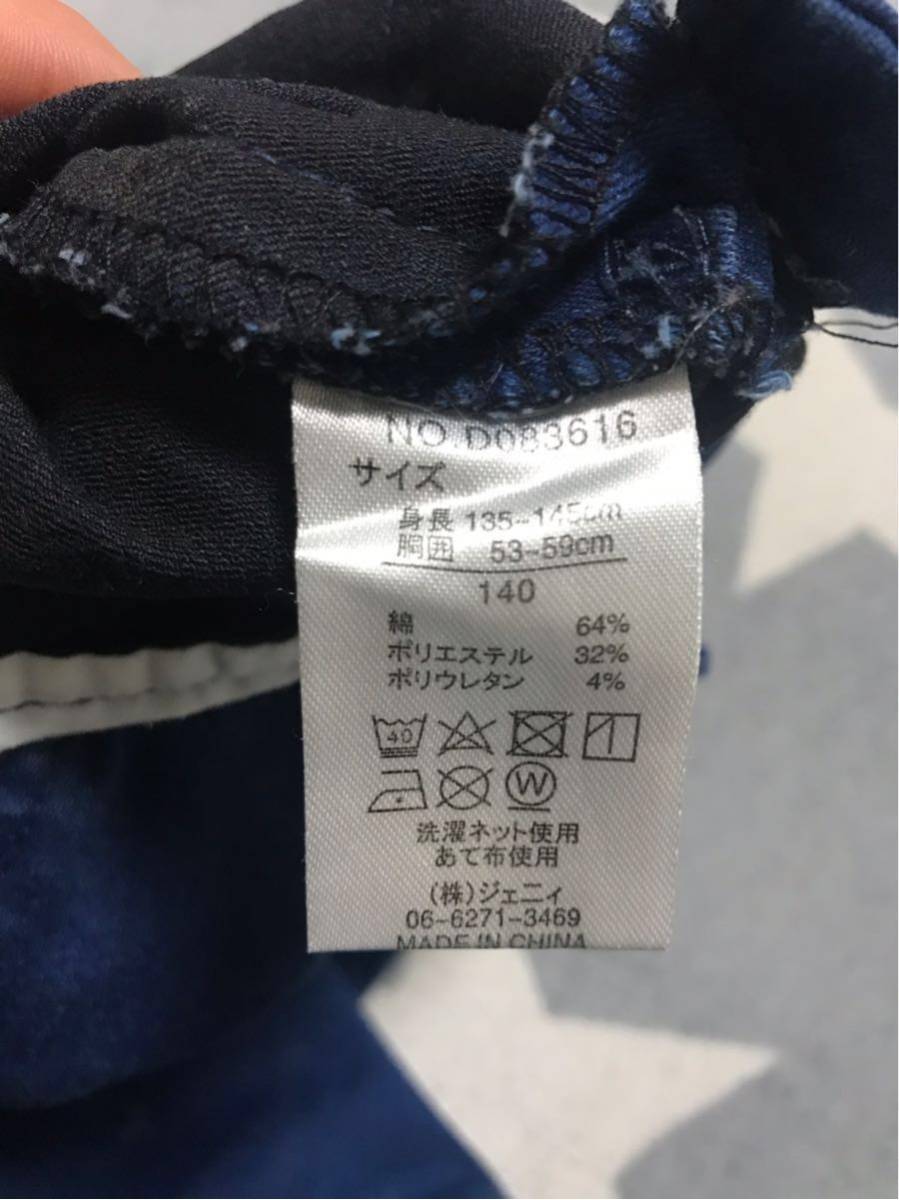 NO.D083616
サイズ
身長 135~145cm
胸囲 53~59cm
140
綿 64%
ポリエステル 32%
ポリウレタン 4%
40
W
洗濯ネット使用
あて布使用
(株)ジェニィ
06-6271-3469
MADE IN CHINA